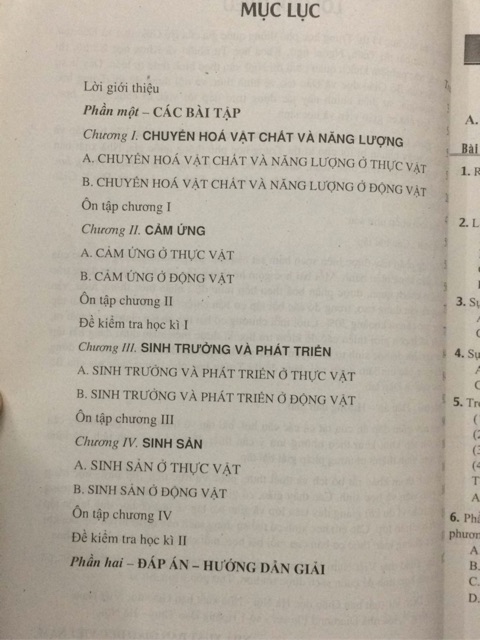 MỤC LỤC
Lời giới thiệu
Phần một – CÁC BÀI TẬP
Chương I. CHUYỂN HOÁ VẬT CHẤT VÀ NĂNG LƯỢNG
A. CHUYỂN HOÁ VẬT CHẤT VÀ NĂNG LƯỢNG Ở THỰC VẬT
B. CHUYỂN HOÁ VẬT CHẤT VÀ NĂNG LƯỢNG Ở ĐỘNG VẬT
Ôn tập chương I
Chương II. CẢM ỨNG
A. CẢM ỨNG Ở THỰC VẬT
B. CẢM ỨNG Ở ĐỘNG VẬT
Ôn tập chương II
Đề kiểm tra học kì I
Chương III. SINH TRƯỞNG VÀ PHÁT TRIỂN
A. SINH TRƯỞNG VÀ PHÁT TRIỂN Ở THỰC VẬT
B. SINH TRƯỞNG VÀ PHÁT TRIỂN Ở ĐỘNG VẬT
Ôn tập chương III
Chương IV. SINH SẢN
A. SINH SẢN Ở THỰC VẬT
B. SINH SẢN Ở ĐỘNG VẬT
Ôn tập chương IV
Đề kiểm tra học kì II
Phần hai – ĐÁP ÁN – HƯỚNG DẪN GIẢI
A.
Bài
1.
2.
3. Sự
4. Sự
5.
6.
phương
A.
B.
C.
D.